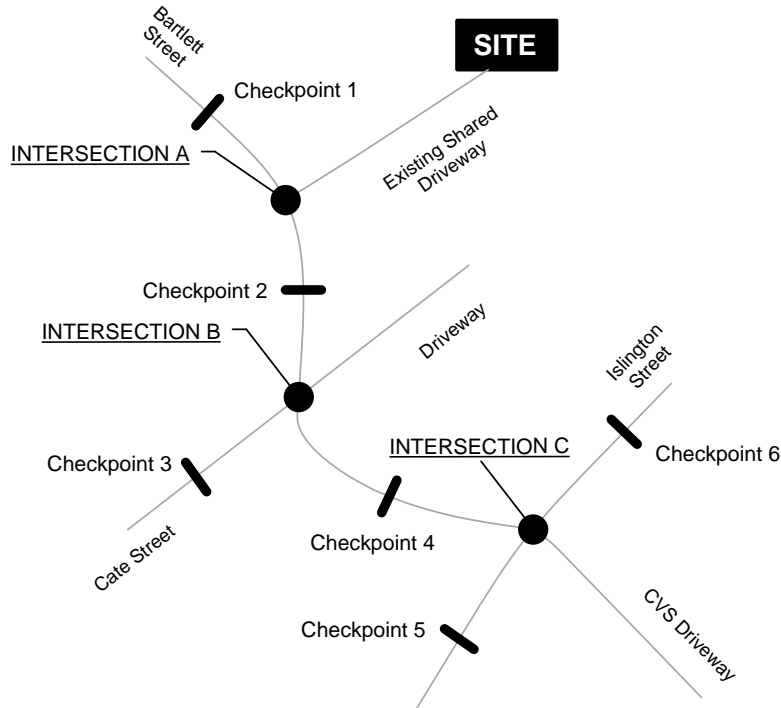 Bartlett
Street
SITE
Checkpoint 1
INTERSECTION A
Existing Shared
Driveway
Checkpoint 2
INTERSECTION B
Driveway
Islington
Street
INTERSECTION C
Checkpoint 3
Checkpoint 6
Cate Street
Checkpoint 4
Checkpoint 5
CVS Driveway